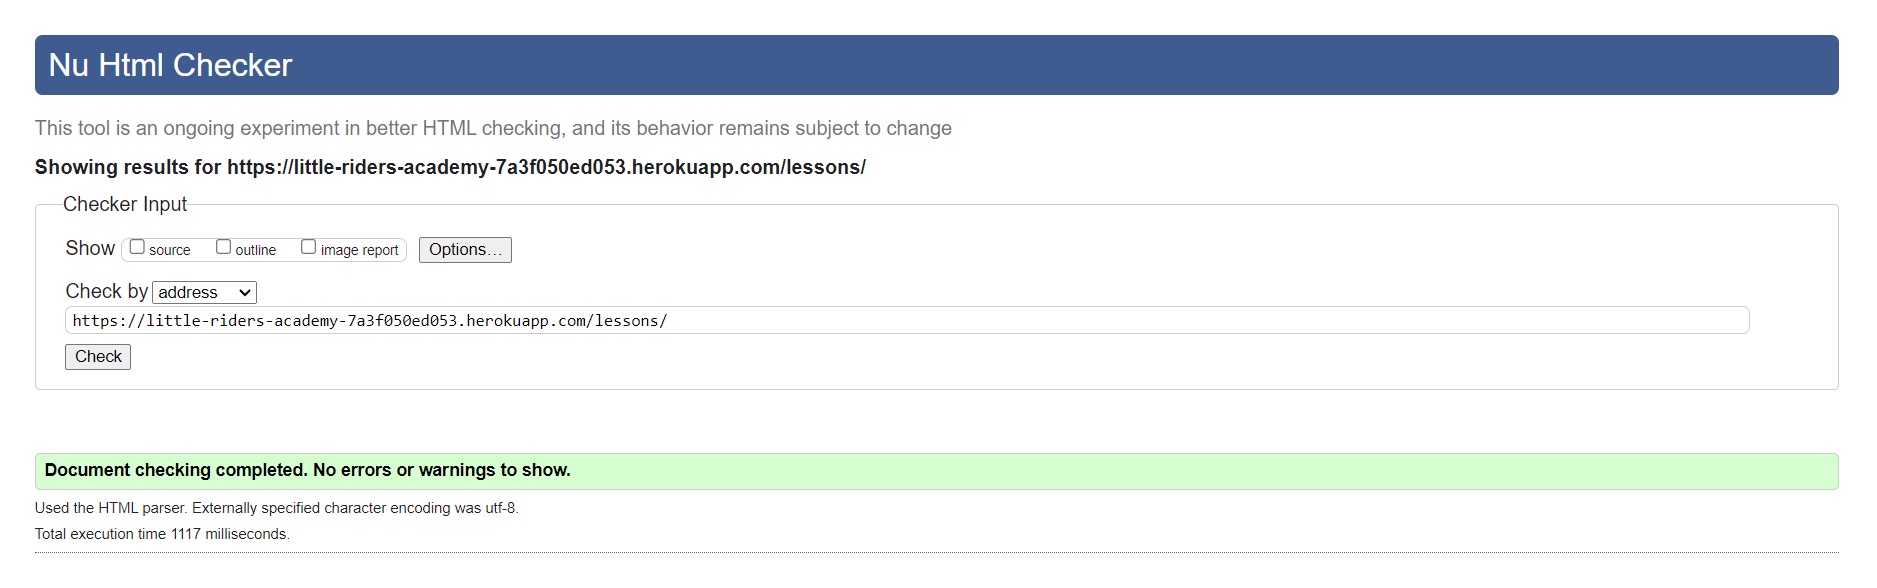 Nu Html Checker
This tool is an ongoing experiment in better HTML checking, and its behavior remains subject to change
Showing results for https://little-riders-academy-7a3f050ed053.herokuapp.com/lessons/
Checker Input
Show source outline image report Options…
Check by address
https://little-riders-academy-7a3f050ed053.herokuapp.com/lessons/
Check
Document checking completed. No errors or warnings to show.
Used the HTML parser. Externally specified character encoding was utf-8.
Total execution time 1117 milliseconds.